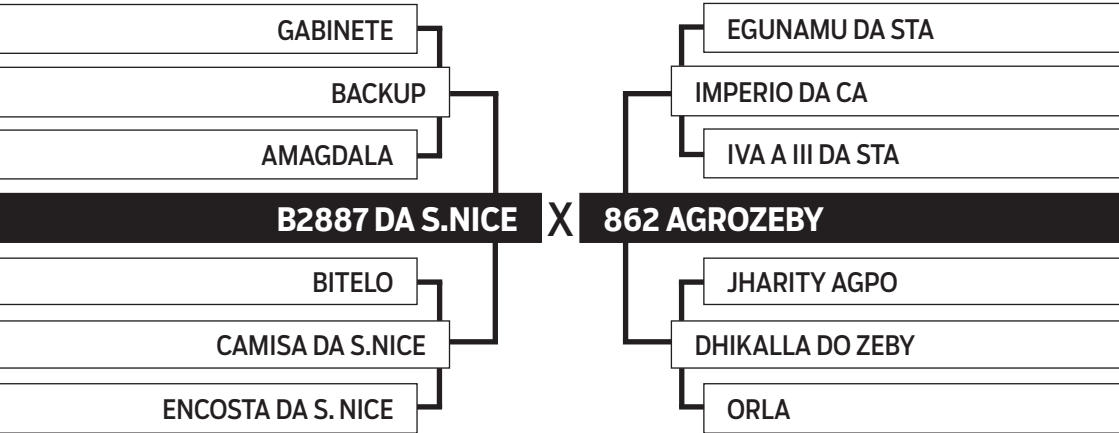 GABINETE
BACKUP
AMAGDALA
B2887 DA S.NICE X 862 AGROZEBY
BITELO
CAMISA DA S.NICE
ENCOSTA DA S. NICE
EGUNAMU DA STA
IMPERIO DA CA
IVA A III DA STA
JHARITY AGPO
DHIKALLA DO ZEBY
ORLA